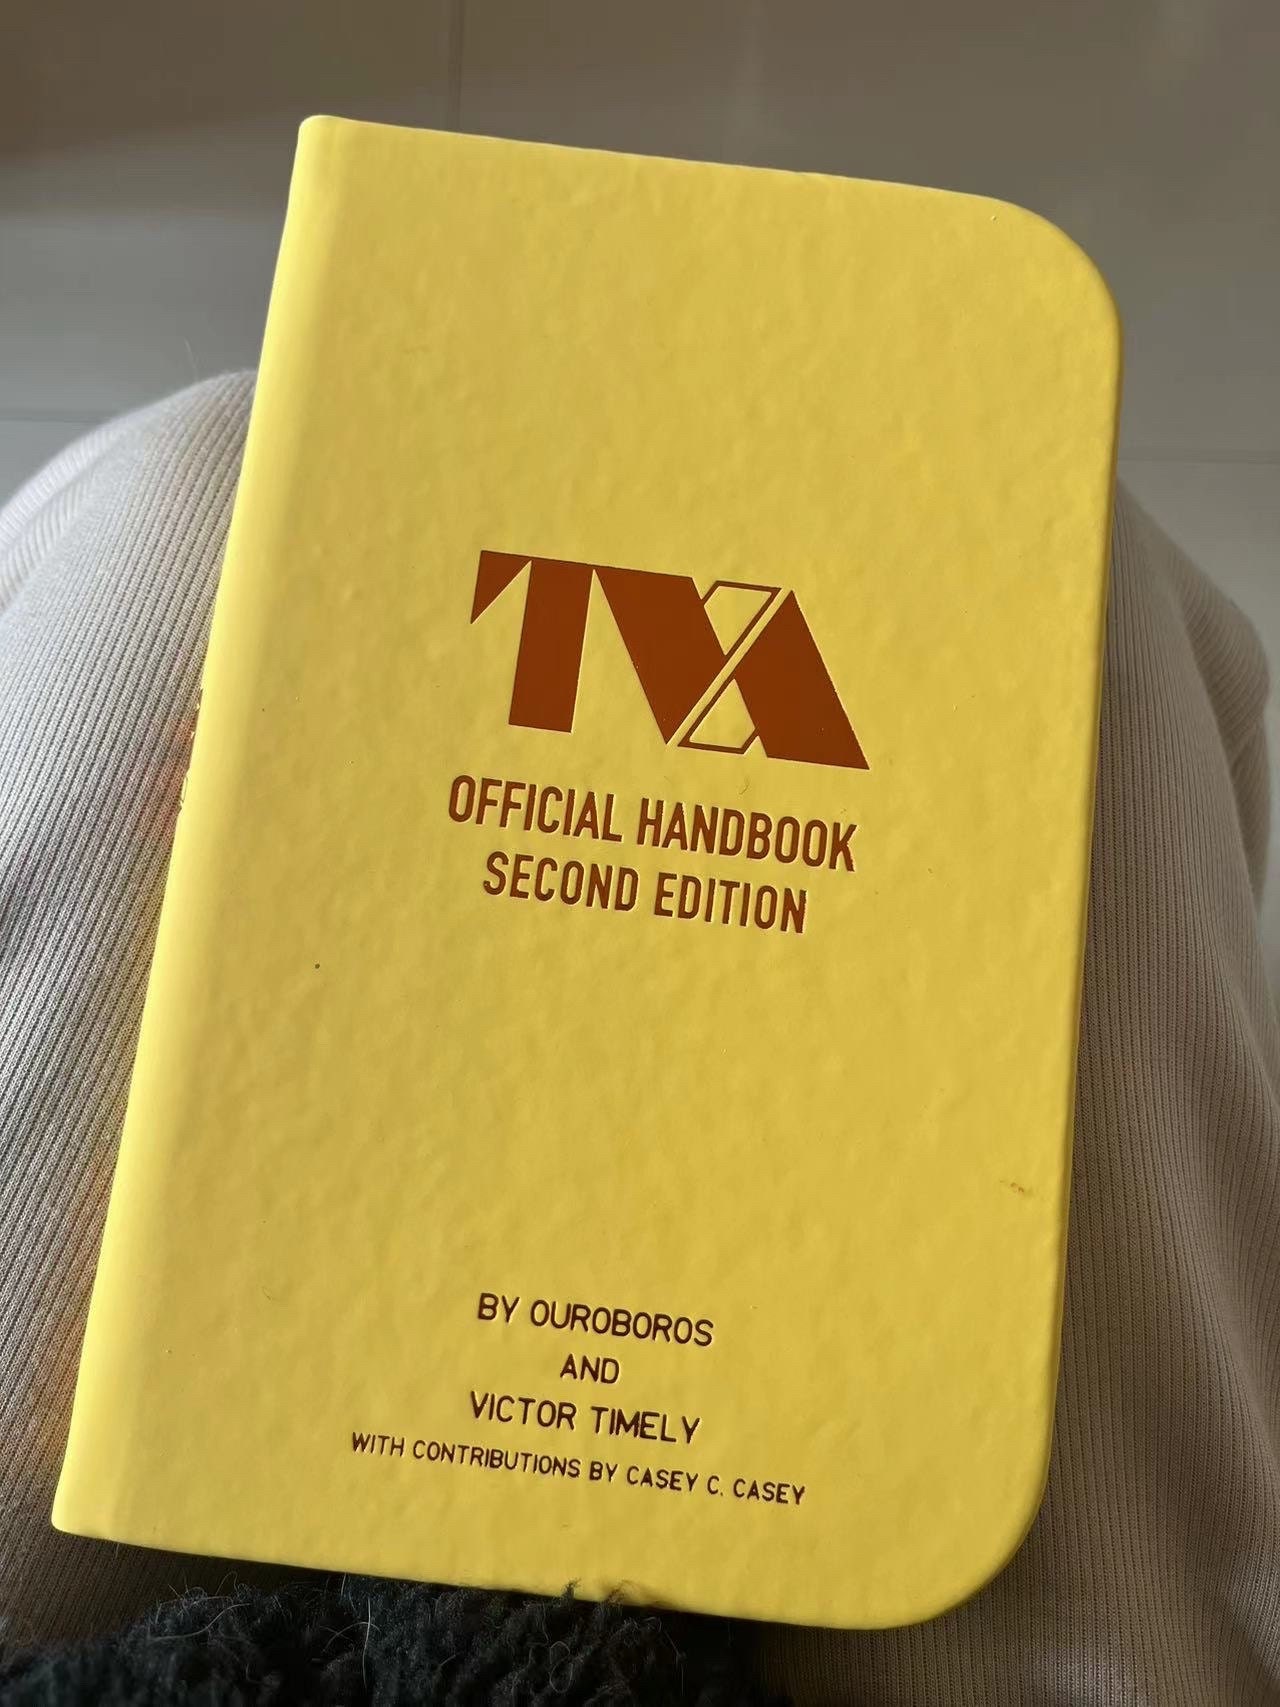 TVA
OFFICIAL HANDBOOK
SECOND EDITION
BY OUROBOROS
AND
VICTOR TIMELY
WITH CONTRIBUTIONS BY CASEY C. CASEY